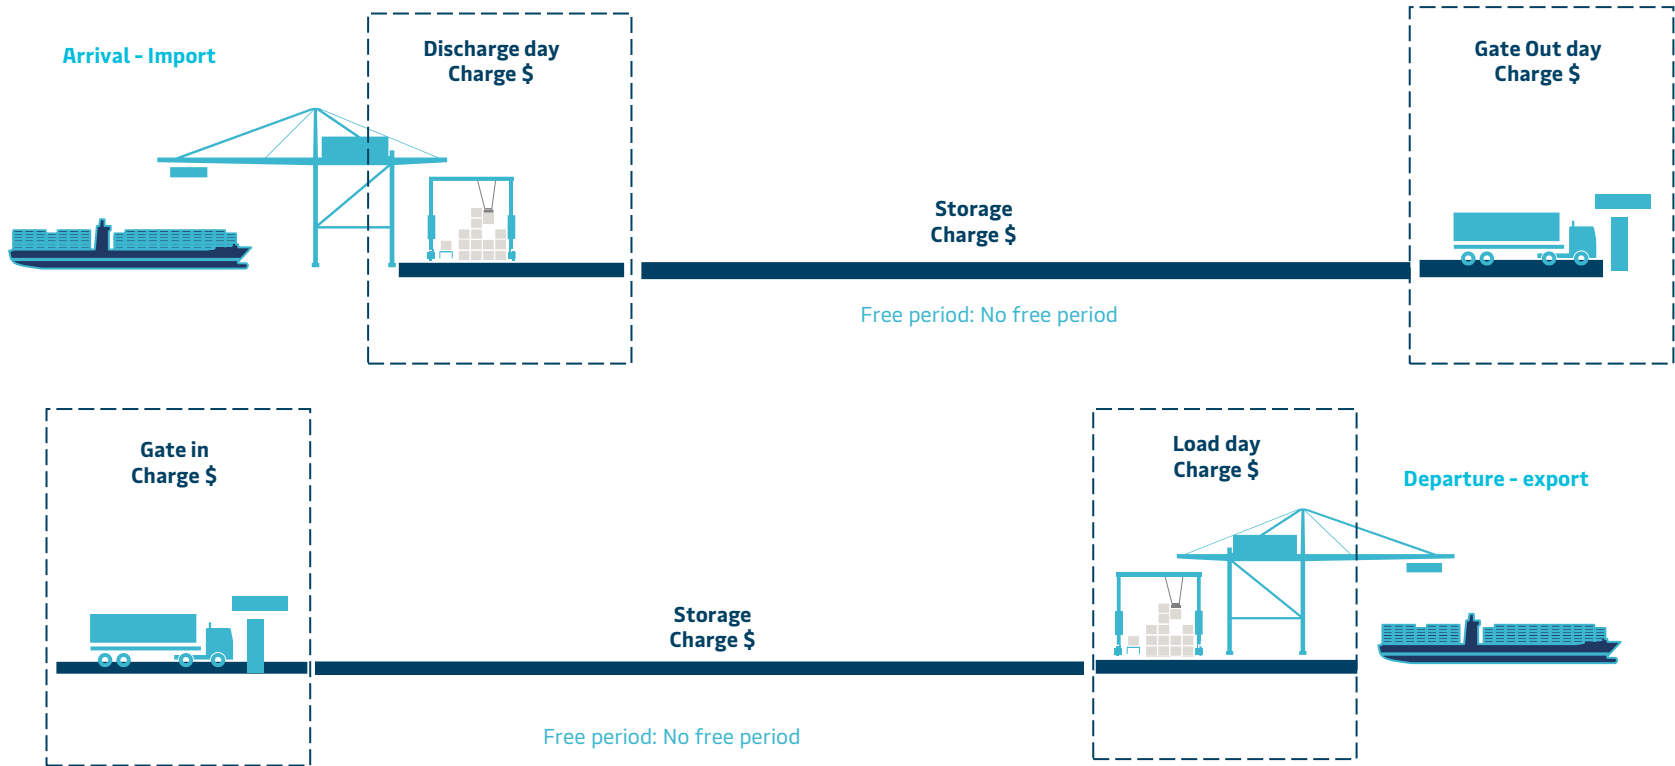 Arrival - Import
Discharge day
Charge $
Gate Out day
Charge $
Storage
Charge $
Free period: No free period
Gate in
Charge $
Load day
Charge $
Departure - export
Storage
Charge $
Free period: No free period